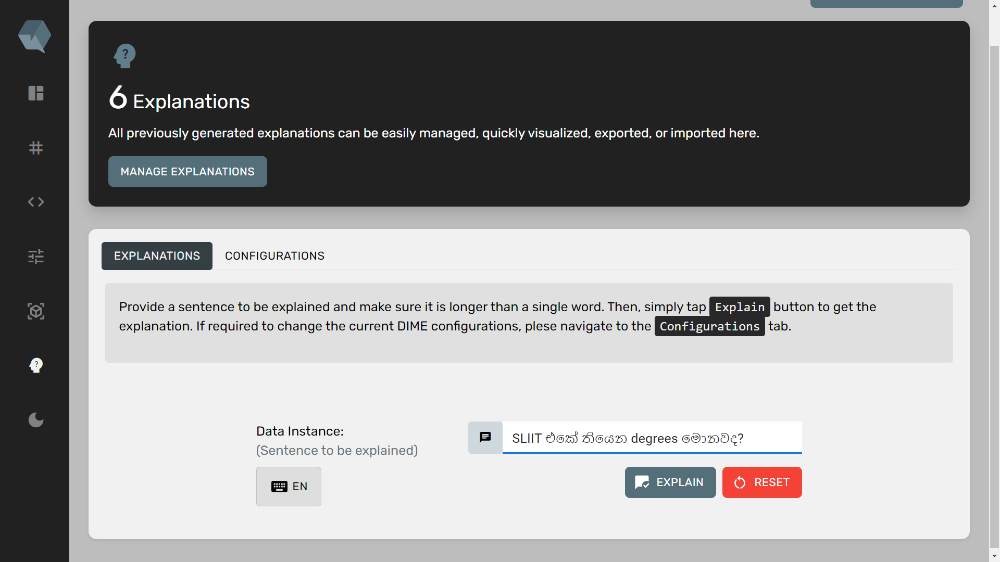 6 Explanations
All previously generated explanations can be easily managed, quickly visualized, exported, or imported here.
MANAGE EXPLANATIONS
EXPLANATIONS CONFIGURATIONS
Provide a sentence to be explained and make sure it is longer than a single word. Then, simply tap Explain button to get the
explanation. If required to change the current DIME configurations, plese navigate to the Configurations tab.
Data Instance:
(Sentence to be explained)
SLIIT එකේ තියෙන degrees මොනවද?
EN
EXPLAIN
RESET